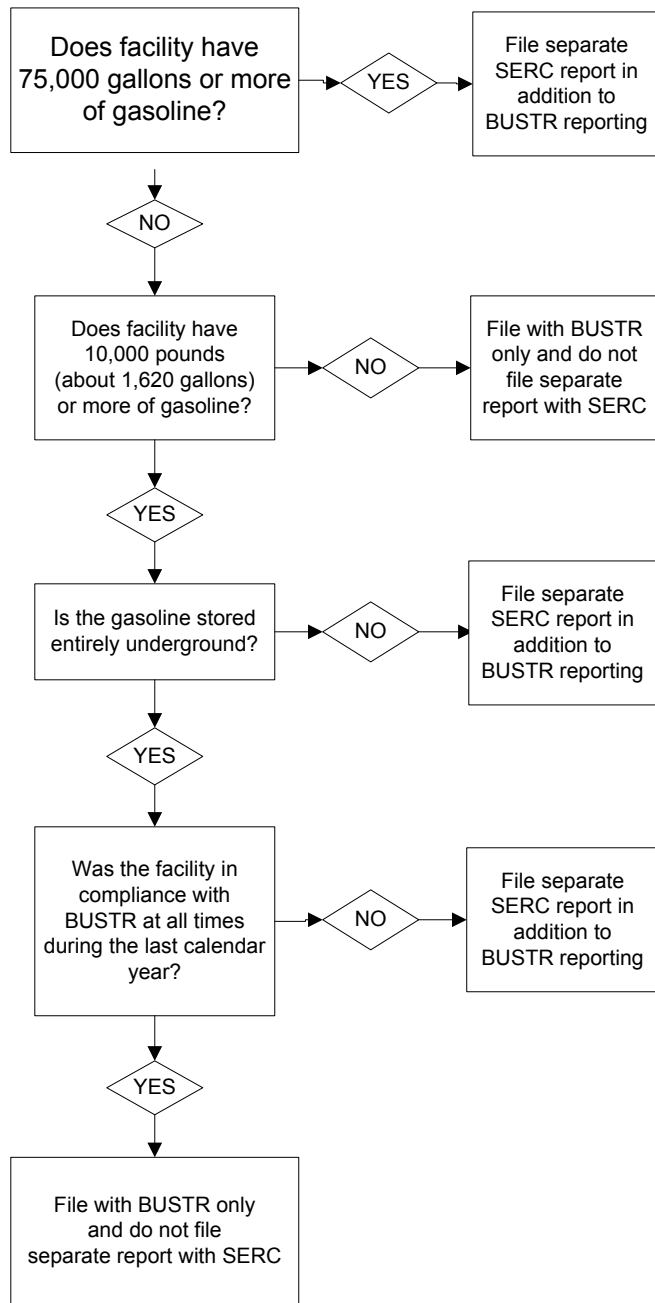 Does facility have
75,000 gallons or more
of gasoline?
YES
File separate
SERC report in
addition to
BUSTR reporting
NO
Does facility have
10,000 pounds
(about 1,620 gallons)
or more of gasoline?
NO
File with BUSTR
only and do not
file separate
report with SERC
YES
Is the gasoline stored
entirely underground?
NO
File separate
SERC report in
addition to
BUSTR reporting
YES
Was the facility in
compliance with
BUSTR at all times
during the last calendar
year?
NO
File separate
SERC report in
addition to
BUSTR reporting
YES
File with BUSTR only
and do not file
separate report with SERC